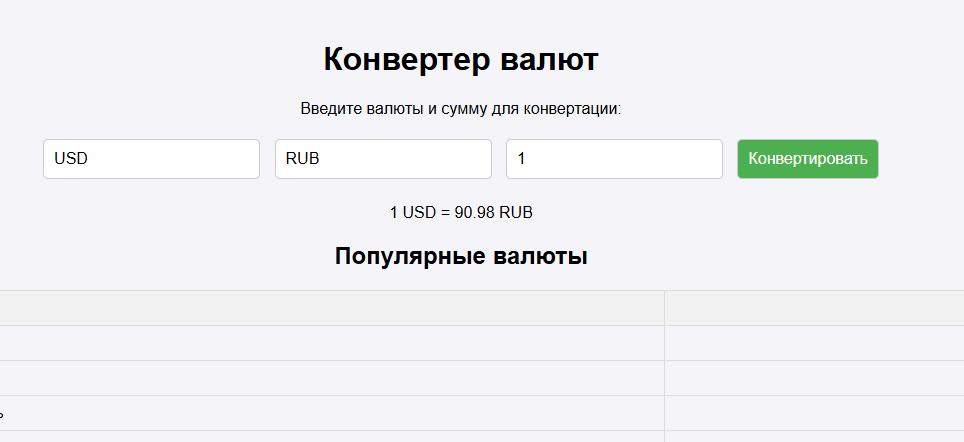 Конвертер валют
Введите валюты и сумму для конвертации:
USD RUB 1 Конвертировать
1 USD = 90.98 RUB
Популярные валюты
ь